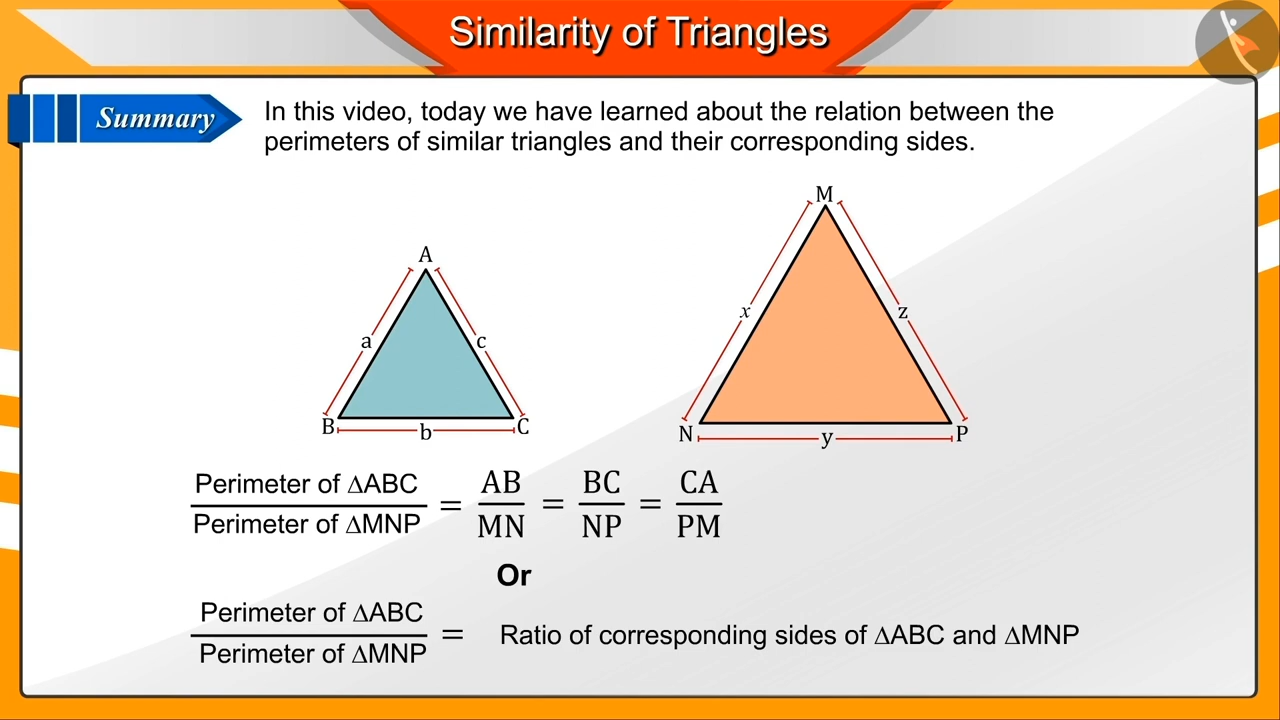 Similarity of Triangles
Summary
In this video, today we have learned about the relation between the
perimeters of similar triangles and their corresponding sides.
M
A
x
z
a
c
B
b
C
N
y
P
Perimeter of ∆ABC / Perimeter of ∆MNP = AB / MN = BC / NP = CA / PM
Or
Perimeter of ∆ABC / Perimeter of ∆MNP = Ratio of corresponding sides of ∆ABC and ∆MNP